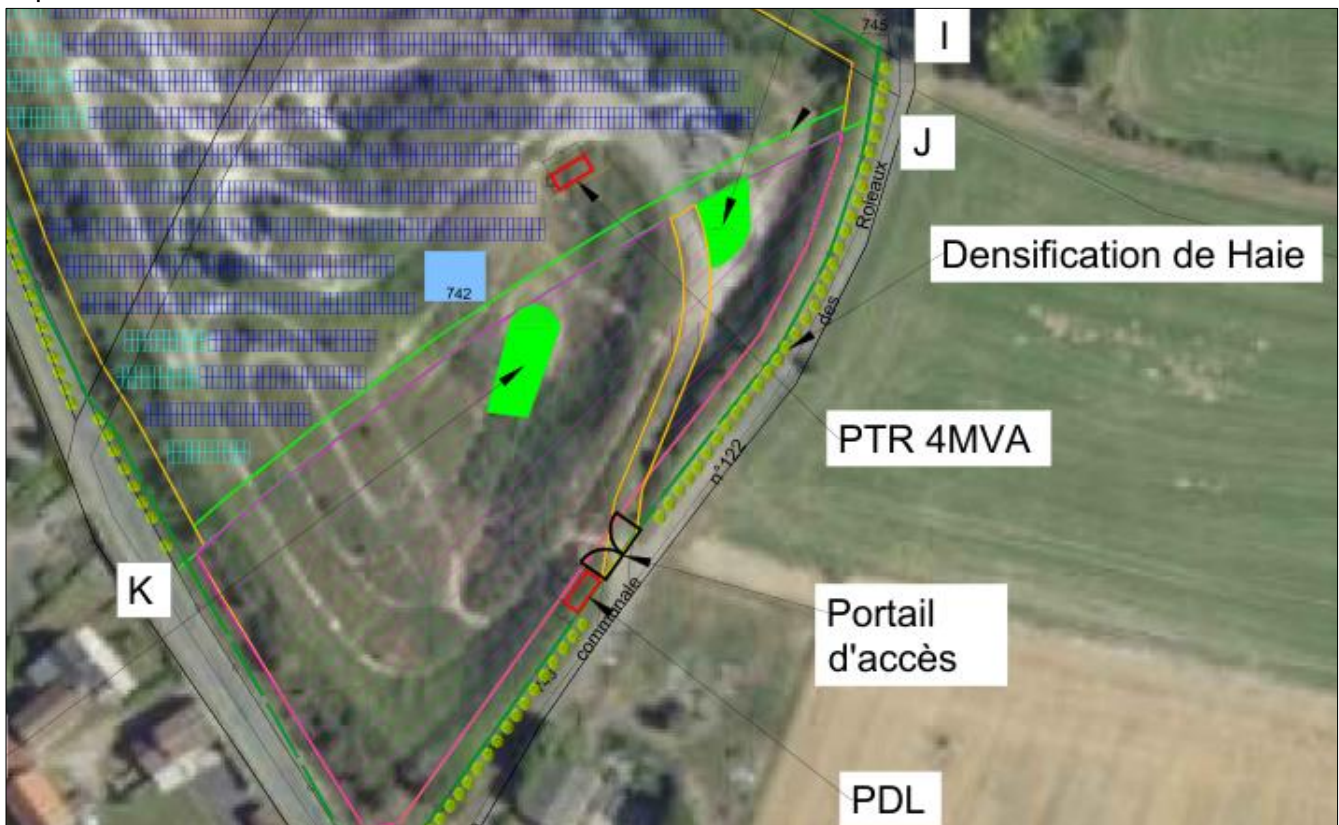 745
I
J
Rojeaux
Densification de Haie
742
des
PTR 4MVA
n°122
K
communale
Portail
d'accès
PDL